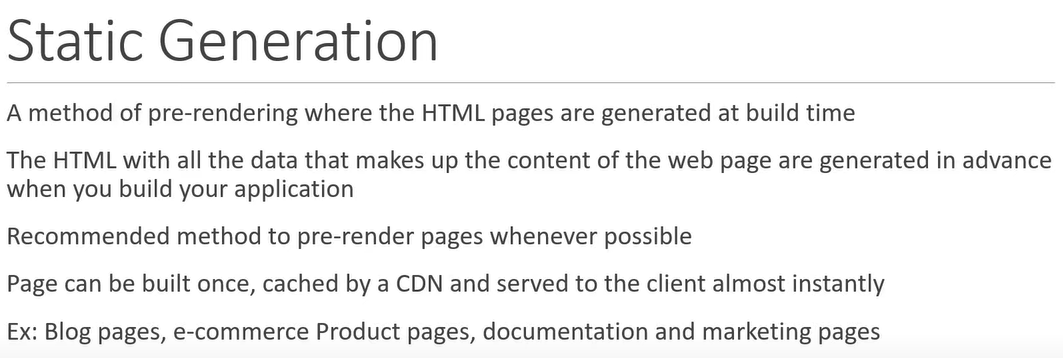 Static Generation
A method of pre-rendering where the HTML pages are generated at build time
The HTML with all the data that makes up the content of the web page are generated in advance
when you build your application
Recommended method to pre-render pages whenever possible
Page can be built once, cached by a CDN and served to the client almost instantly
Ex: Blog pages, e-commerce Product pages, documentation and marketing pages